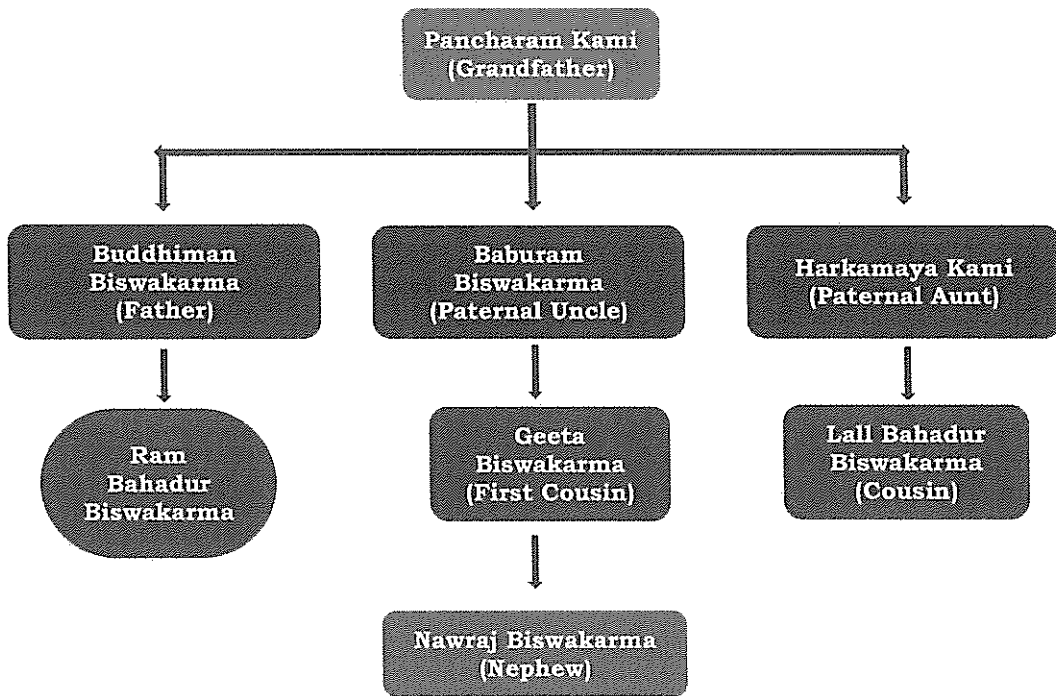 Pancharam Kami
(Grandfather)
Buddhiman
Biswakarma
(Father)
Baburam
Biswakarma
(Paternal Uncle)
Harkamaya Kami
(Paternal Aunt)
Ram
Bahadur
Biswakarma
Geeta
Biswakarma
(First Cousin)
Lall Bahadur
Biswakarma
(Cousin)
Nawraj Biswakarma
(Nephew)